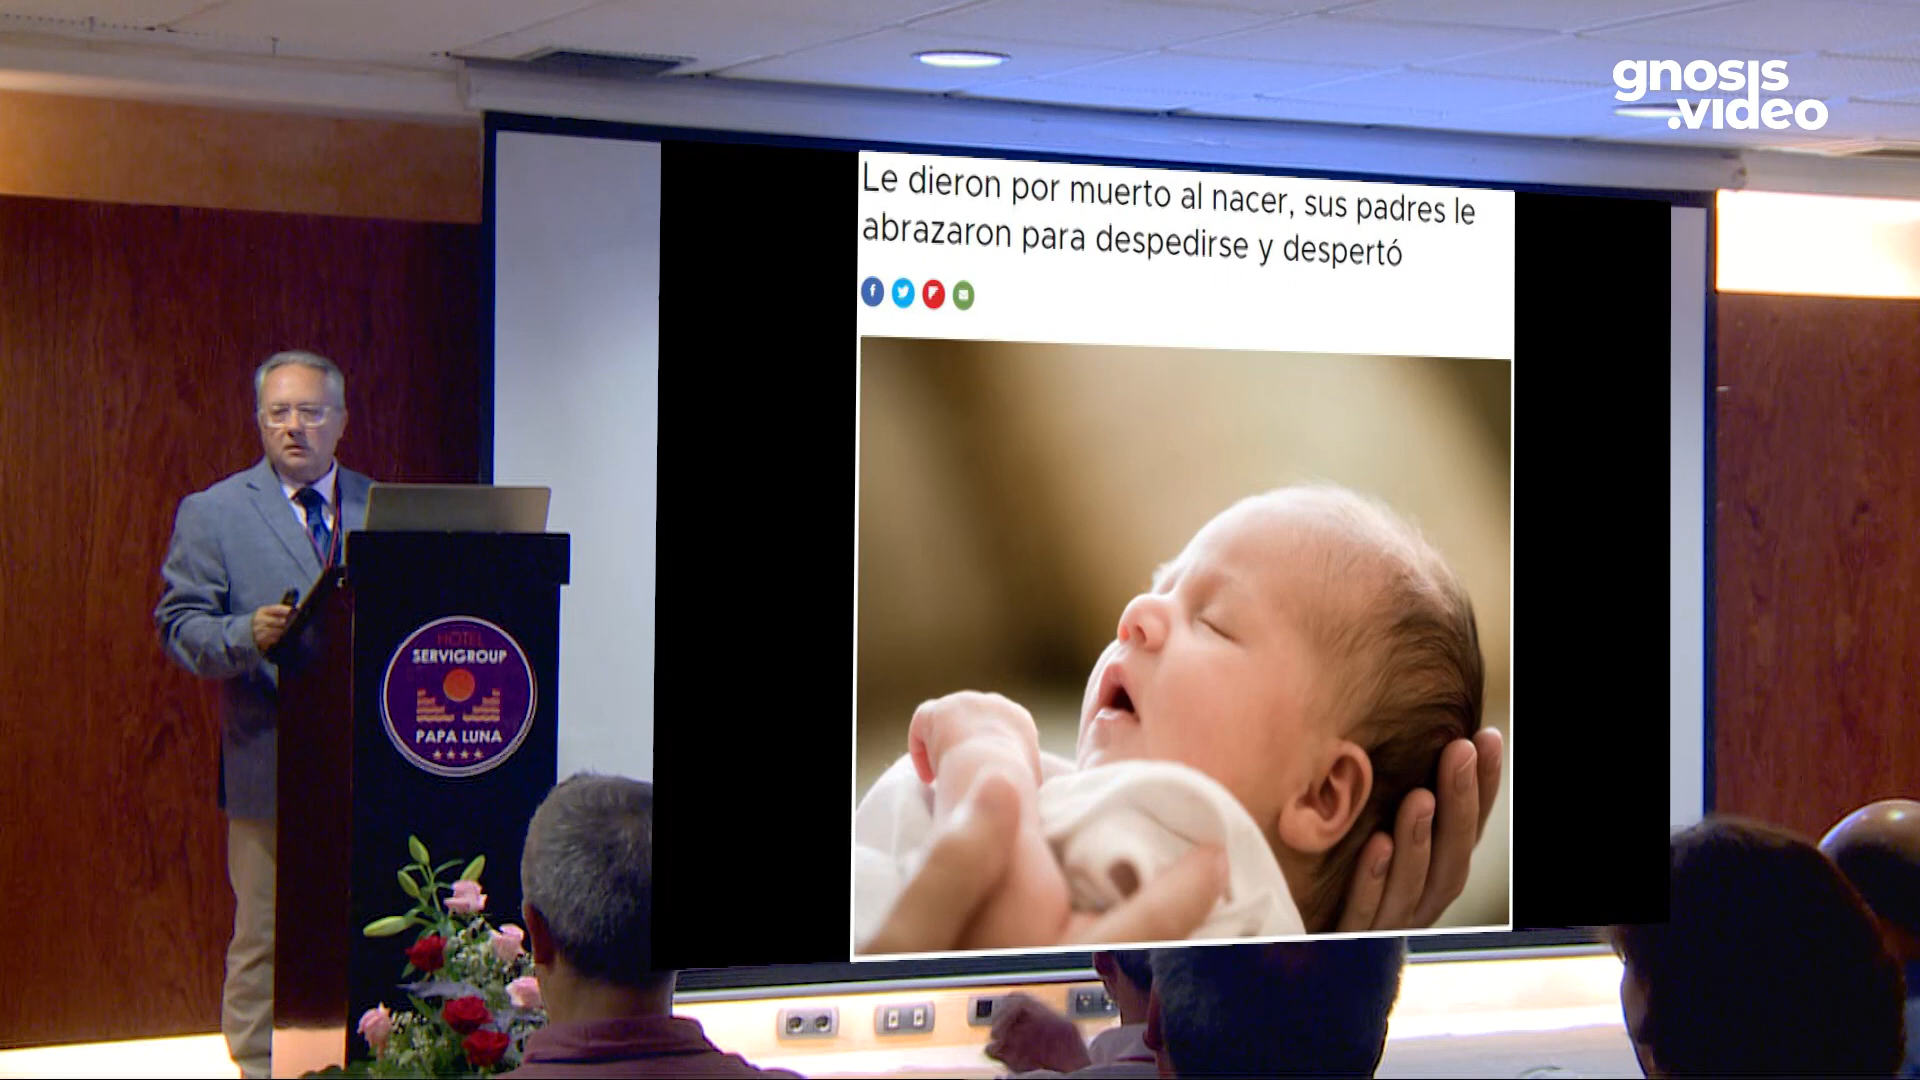 gnosis
.video
Le dieron por muerto al nacer, sus padres le
abrazaron para despedirse y despertó
HOTEL
SERVIGROUP
PAPA LUNA